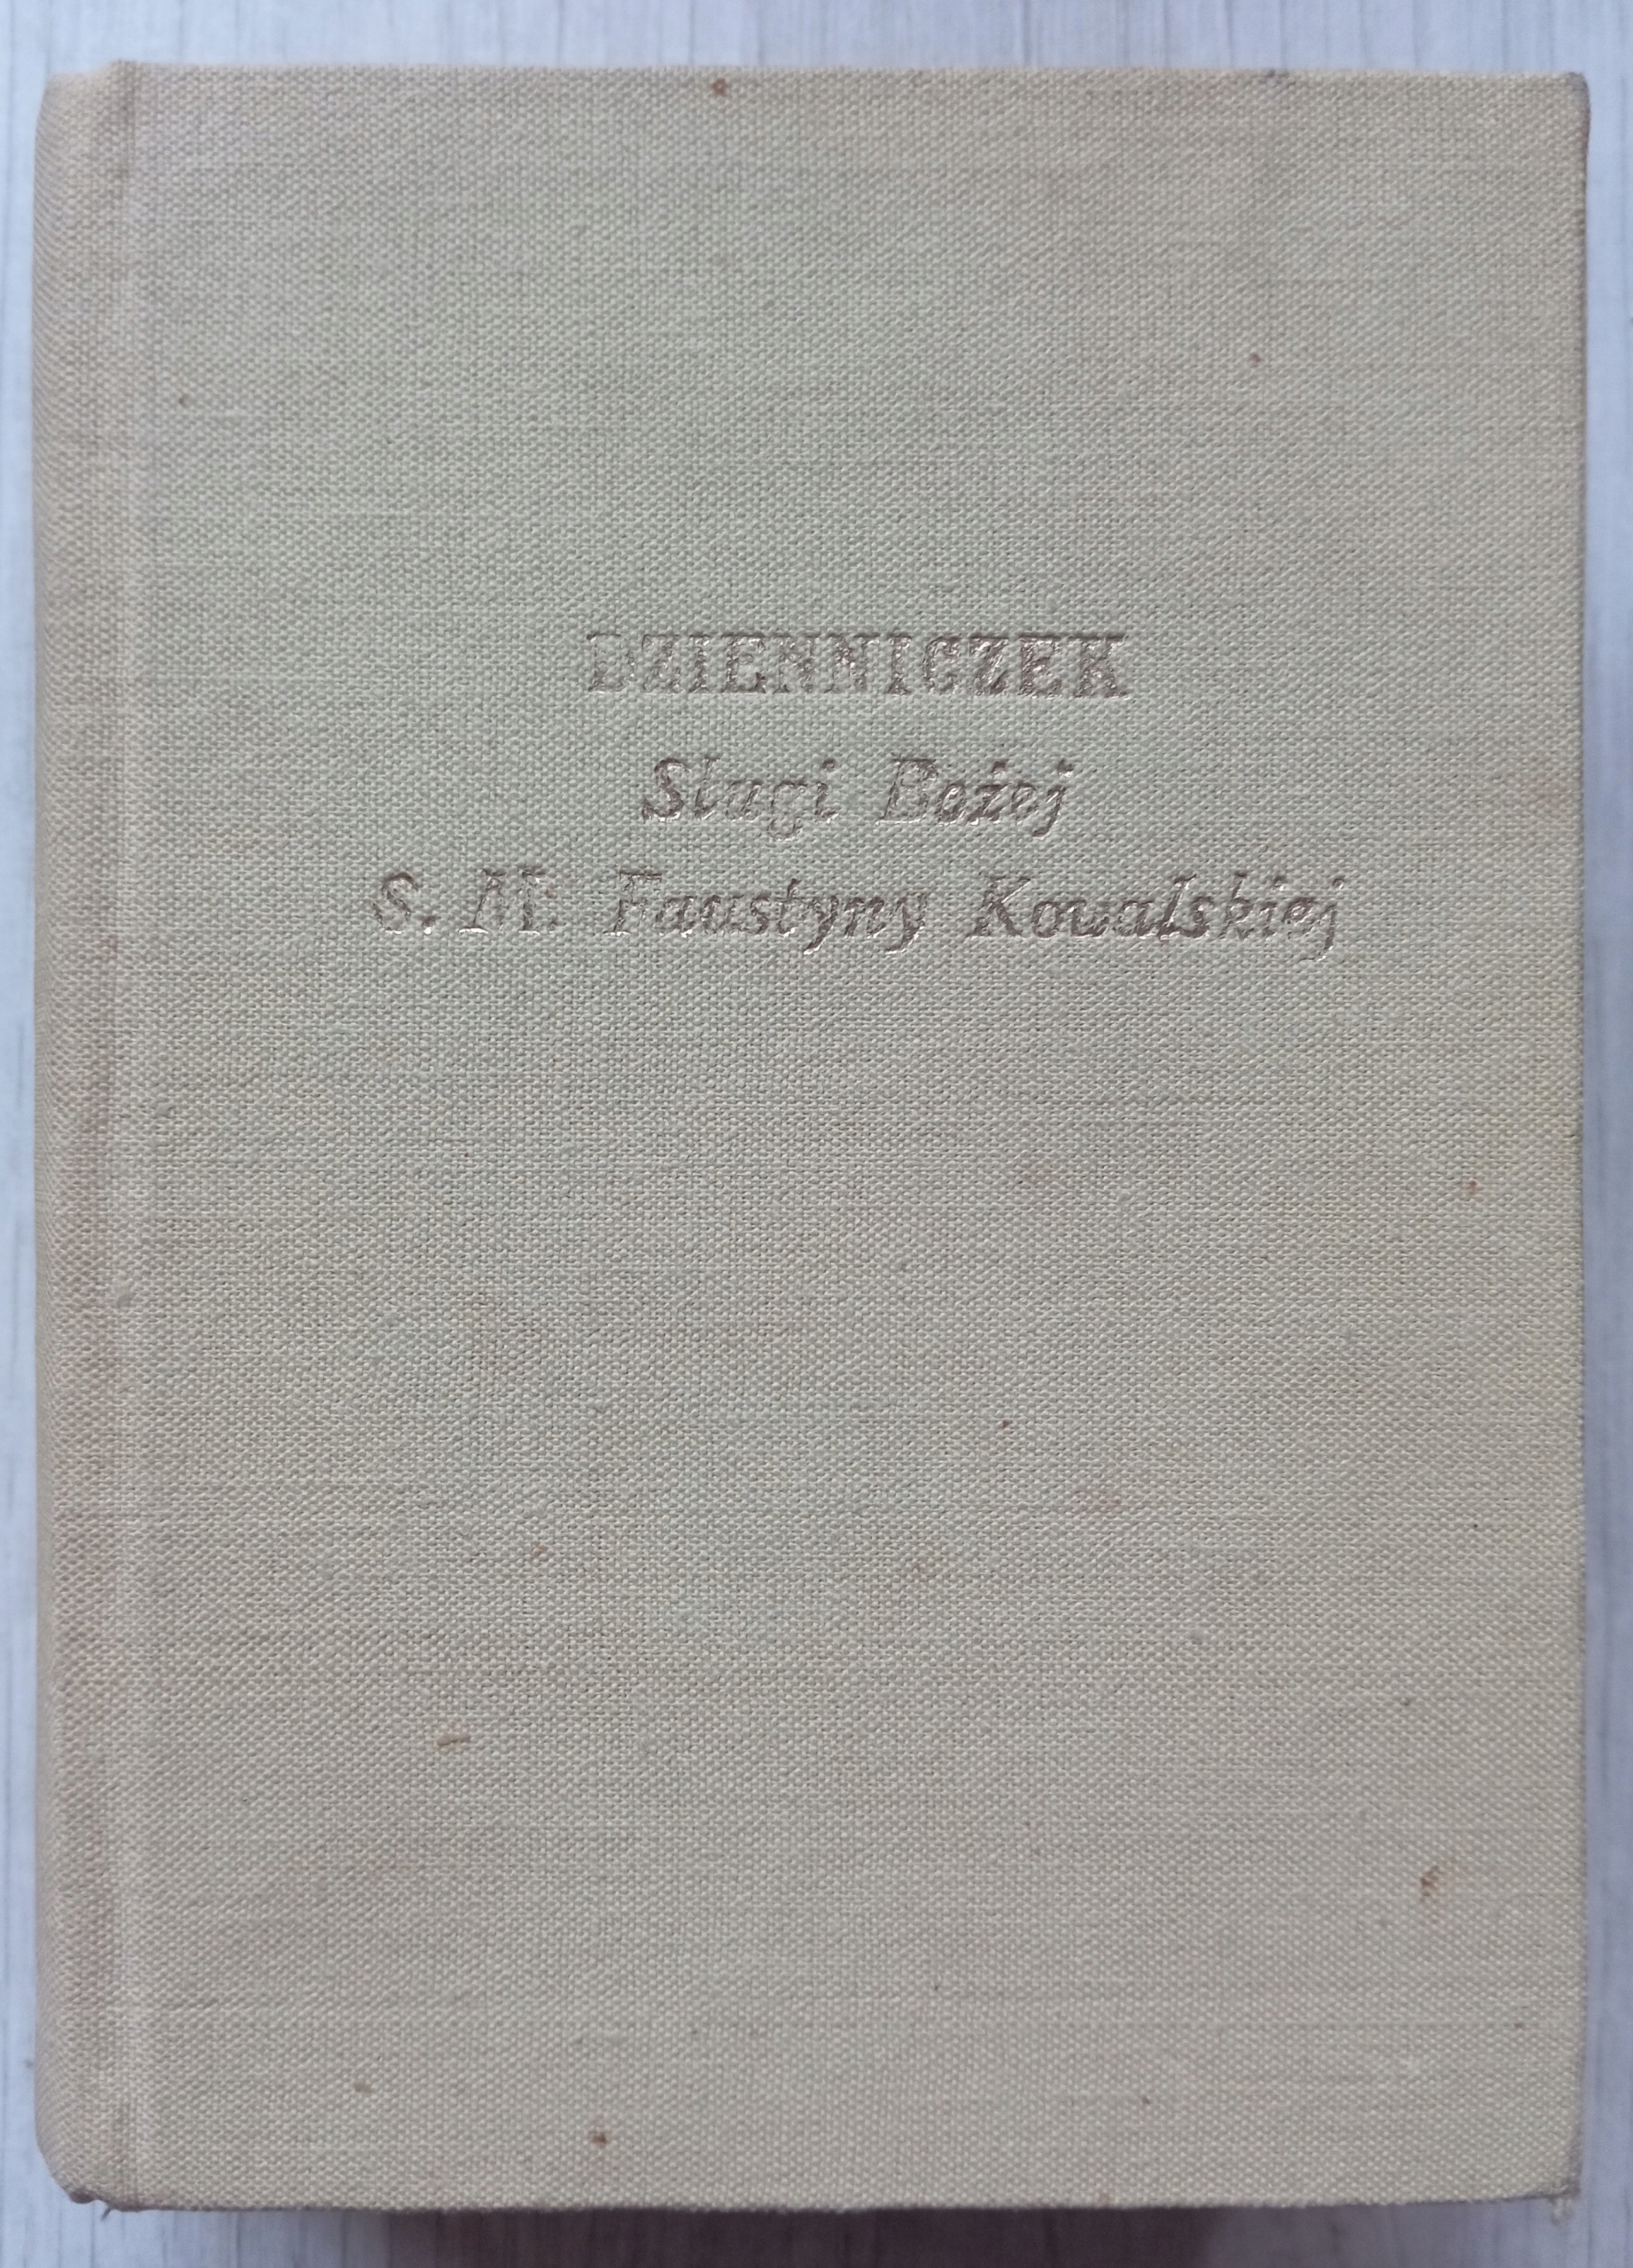 DZIENNICZEK
Sługi Bożej
S. M. Faustyny Kowalskiej